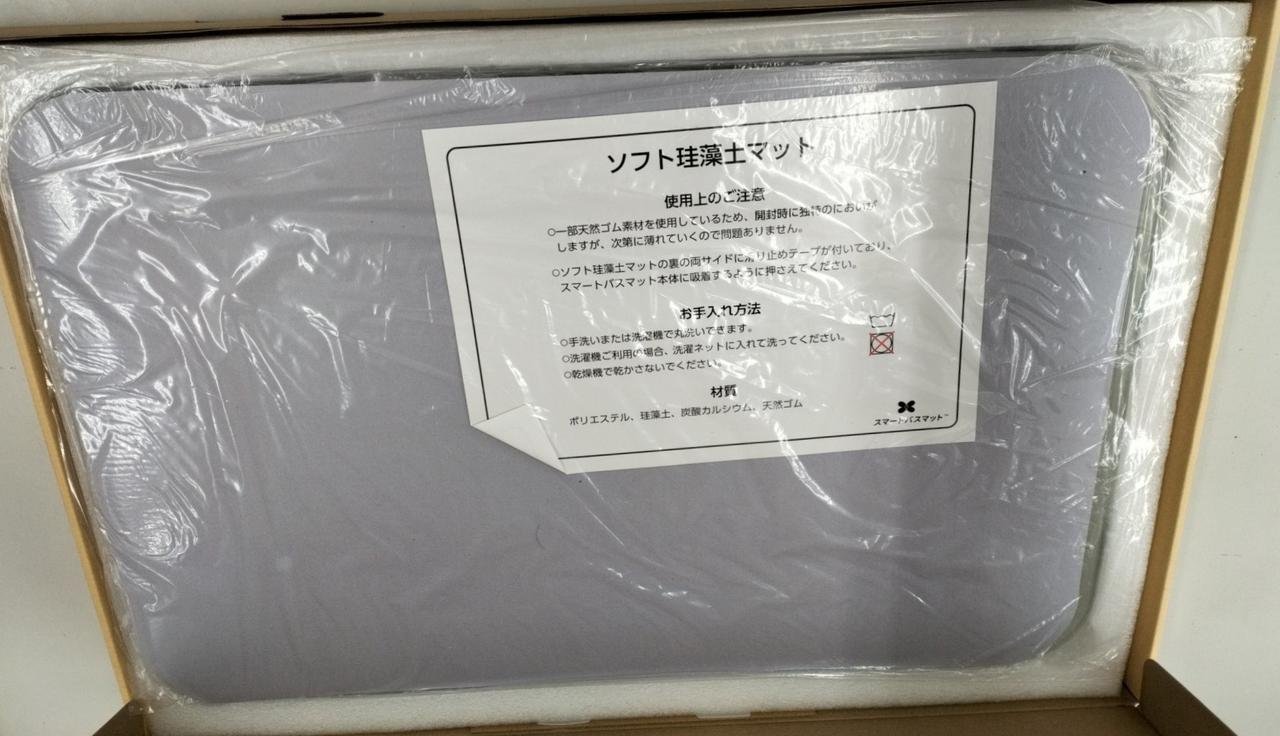 ソフト珪藻土マット
使用上のご注意
○一部天然ゴム素材を使用しているため、開封時に独特のにおいが
しますが、次第に薄れていくので問題ありません。
○ソフト珪藻土マットの裏の両サイドに滑り止めテープが付いており、
スマートバスマット本体に吸着するように押さえてください。
お手入れ方法
○手洗いまたは洗濯機で丸洗いできます。
○洗濯機ご利用の場合、洗濯ネットに入れて洗ってください。
○乾燥機で乾かさないでください。
材質
ポリエステル、珪藻土、炭酸カルシウム、天然ゴム
スマートバスマット™